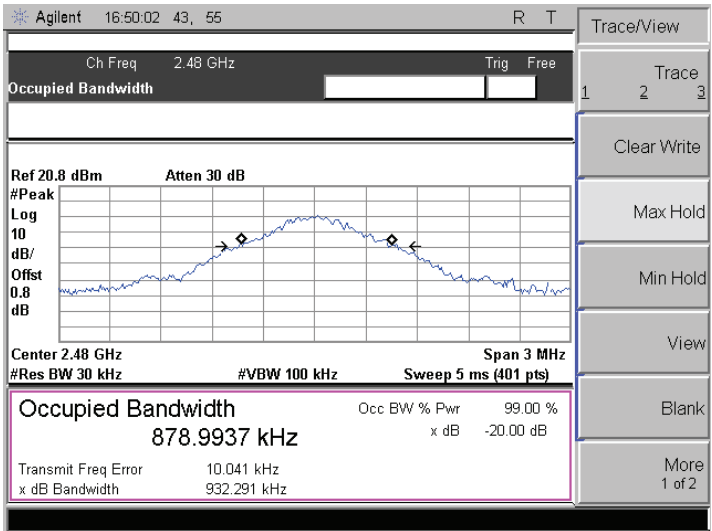 Agilent 16:50:02 43, 55 R T
Trace/View
Ch Freq 2.48 GHz Trig Free
Occupied Bandwidth
Trace
1 2 3
Clear Write
Max Hold
Min Hold
View
Blank
More
1 of 2
Ref 20.8 dBm Atten 30 dB
#Peak
Log
10
dB/
Offst
0.8
dB
Center 2.48 GHz Span 3 MHz
#Res BW 30 kHz #VBW 100 kHz Sweep 5 ms (401 pts)
Occupied Bandwidth Occ BW % Pwr 99.00 %
878.9937 kHz x dB -20.00 dB
Transmit Freq Error 10.041 kHz
x dB Bandwidth 932.291 kHz